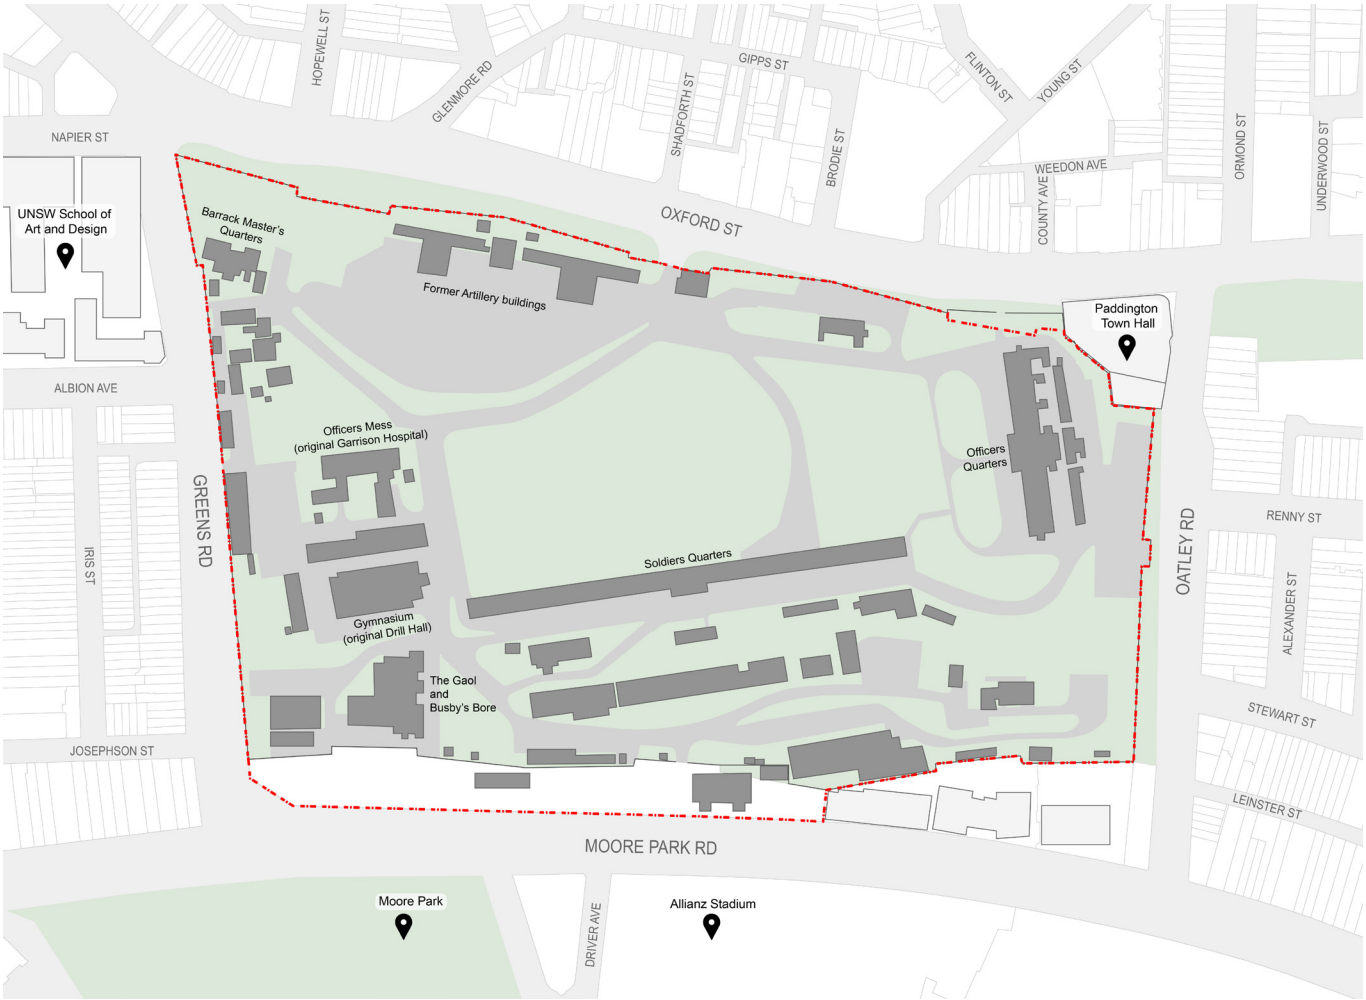 HOPEWELL ST
GLENMORE RD
GIPPS ST
SHADFORTH ST
FLINTON ST
YOUNG ST
BRODIE ST
WEEDON AVE
COUNTY AVE
ORMOND ST
UNDERWOOD ST
NAPIER ST
UNSW School of
Art and Design
Barrack Master's
Quarters
OXFORD ST
Former Artillery buildings
Paddington
Town Hall
ALBION AVE
Officers Mess
(original Garrison Hospital)
Officers
Quarters
GREENS RD
IRIS ST
RENNY ST
OATLEY RD
ALEXANDER ST
Soldiers Quarters
Gymnasium
(original Drill Hall)
The Gaol
and
Busby's Bore
STEWART ST
JOSEPHSON ST
LEINSTER ST
MOORE PARK RD
Moore Park
Allianz Stadium
DRIVER AVE